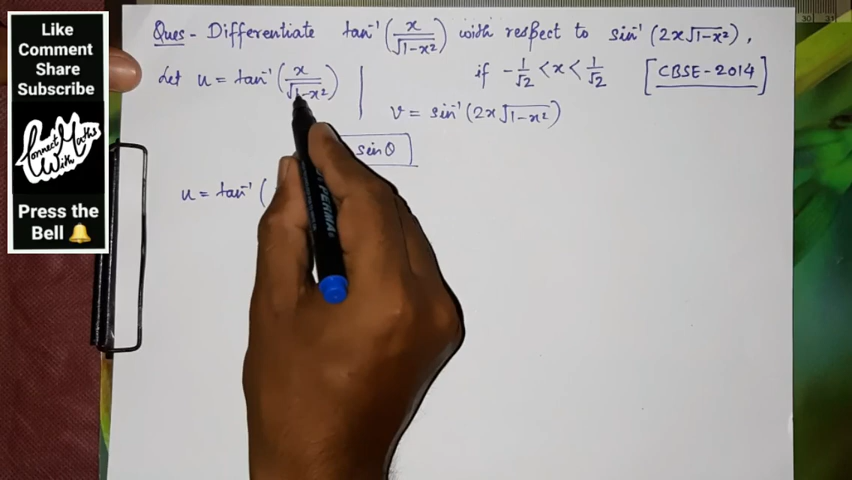 Like
Comment
Share
Subscribe
Connect
With
Maths
Press the
Bell 🔔
Ques - Differentiate tan⁻¹(x/√1-x²) with respect to sin⁻¹(2x√1-x²),
if -1/√2 < x < 1/√2 [CBSE-2014]
Let u = tan⁻¹(x/√1-x²)
v = sin⁻¹(2x√1-x²)
sinθ
u = tan⁻¹(